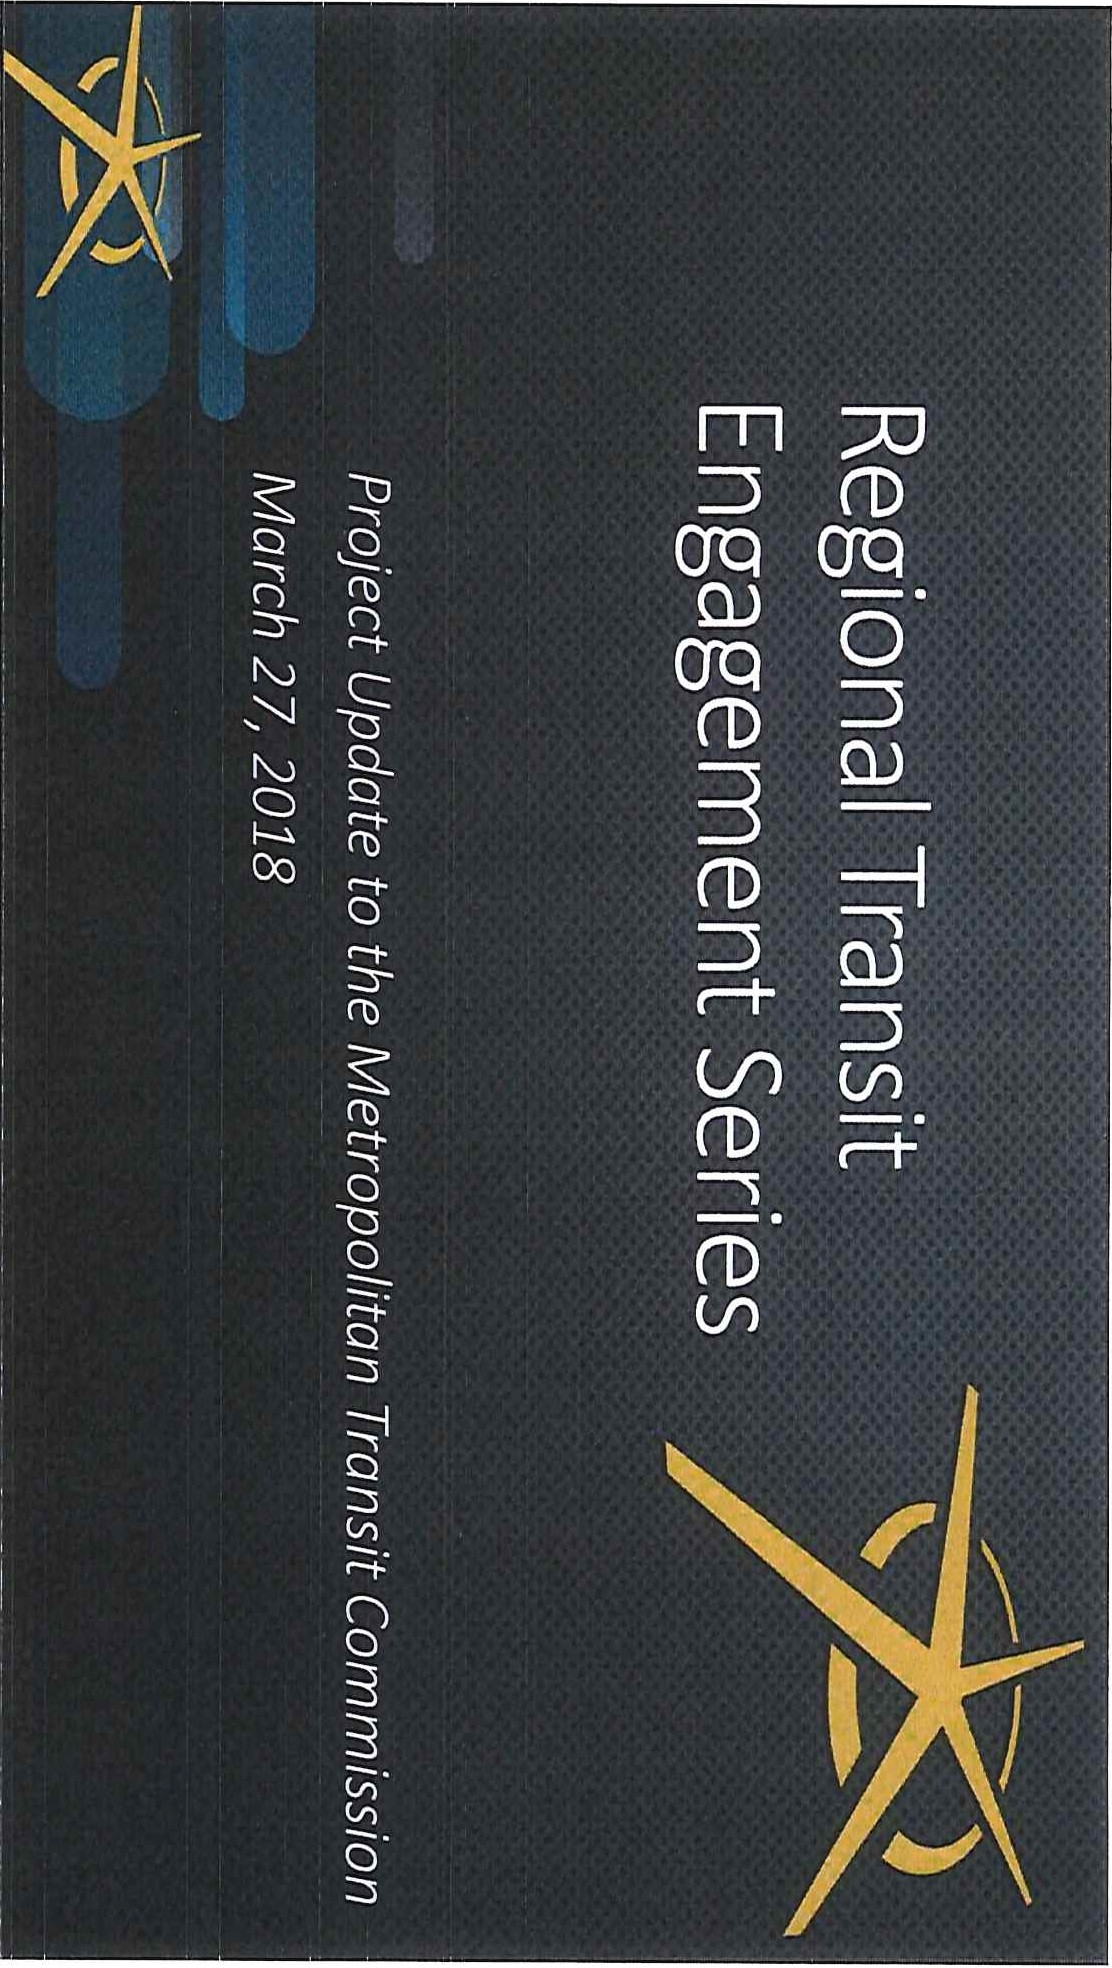 Regional Transit
Engagement Series
Project Update to the Metropolitan Transit Commission
March 27, 2018